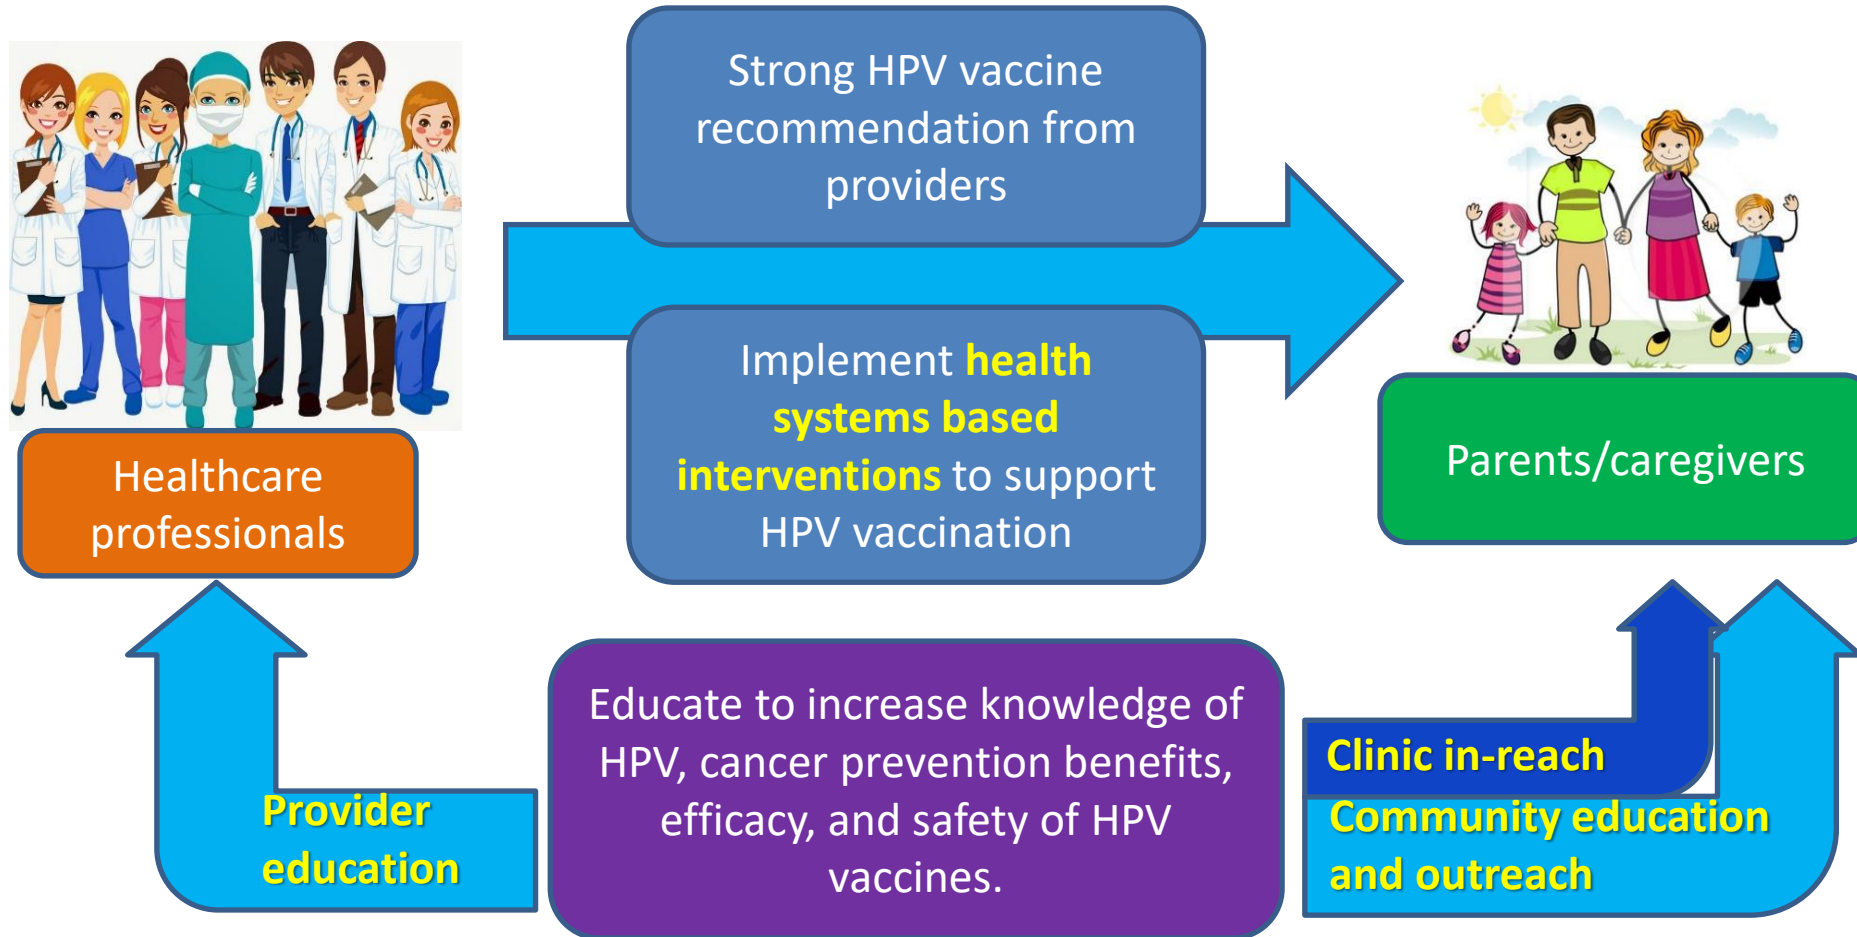 Strong HPV vaccine
recommendation from
providers
Implement health
systems based
interventions to support
HPV vaccination
Healthcare
professionals
Parents/caregivers
Educate to increase knowledge of
HPV, cancer prevention benefits,
efficacy, and safety of HPV
vaccines.
Provider
education
Clinic in-reach
Community education
and outreach